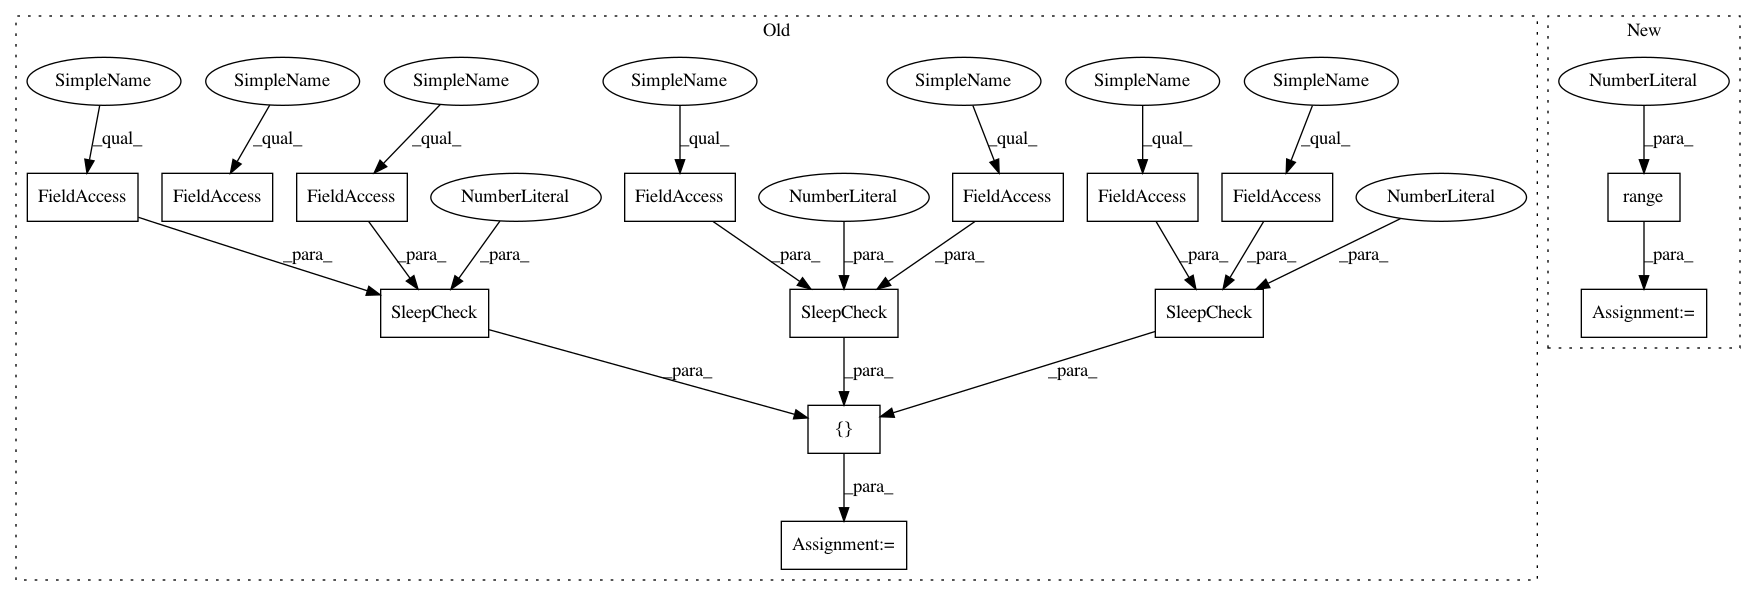 Old
New
SimpleName SimpleName SimpleName SimpleName SimpleName SimpleName SimpleName NumberLiteral
_qual_ _qual_ _qual_ _qual_ _qual_ _qual_ _qual_ _para_
FieldAccess FieldAccess FieldAccess NumberLiteral FieldAccess NumberLiteral FieldAccess FieldAccess FieldAccess NumberLiteral range
_para_ _para_ _para_ _para_ _para_ _para_ _para_ _para_ _para_ _para_
SleepCheck SleepCheck SleepCheck Assignment:=
_para_ _para_ _para_
{}
_para_
Assignment:=